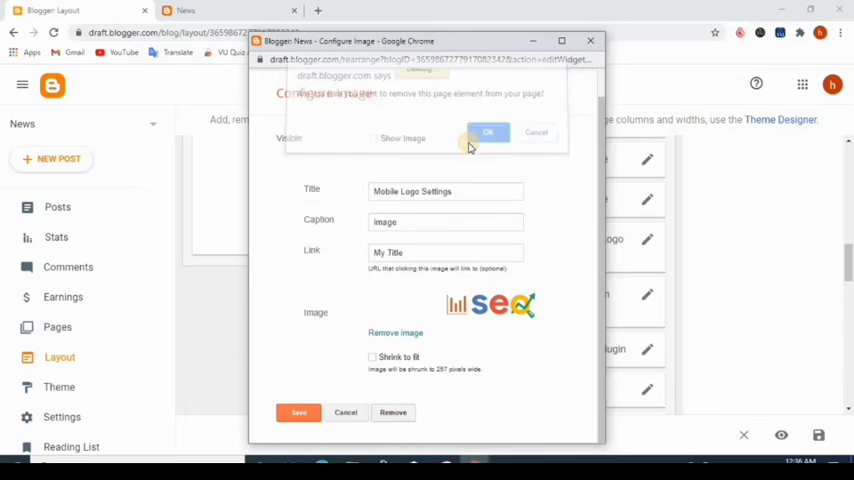 Blogger: Layout
News
draft.blogger.com/blog/layout/365986
Apps
Gmail
YouTube
Translate
VU Quiz
Blogger: News - Configure Image - Google Chrome
draft.blogger.com/rearrange?blogID=3659867277917082342&action=editWidget...
draft.blogger.com says
Are you sure you want to remove this page element from your page?
OK
Cancel
Configure Image
Visible
Show Image
Title
Mobile Logo Settings
Caption
image
Link
My Title
URL that clicking this image will link to (optional)
Image
seo
Remove image
Shrink to fit
Image will be shrunk to 257 pixels wide.
Save
Cancel
Remove
News
NEW POST
Posts
Stats
Comments
Earnings
Pages
Layout
Theme
Settings
Reading List
Add, rem
ge columns and widths, use the Theme Designer.
e
e
ogo
n
lugin
h
h
12:36 AM